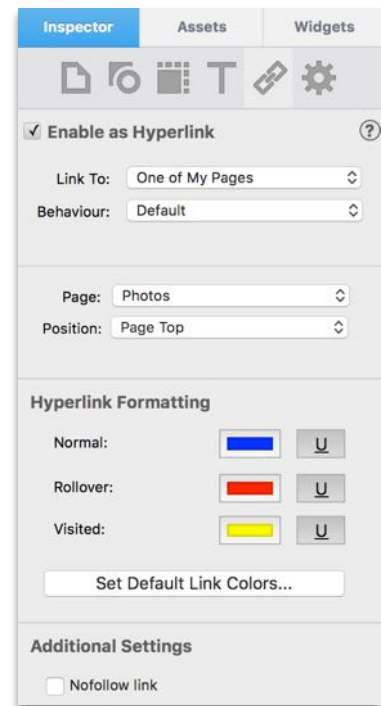 Inspector Assets Widgets
T
Enable as Hyperlink ?
Link To: One of My Pages
Behaviour: Default
Page: Photos
Position: Page Top
Hyperlink Formatting
Normal: U
Rollover: U
Visited: U
Set Default Link Colors...
Additional Settings
Nofollow link